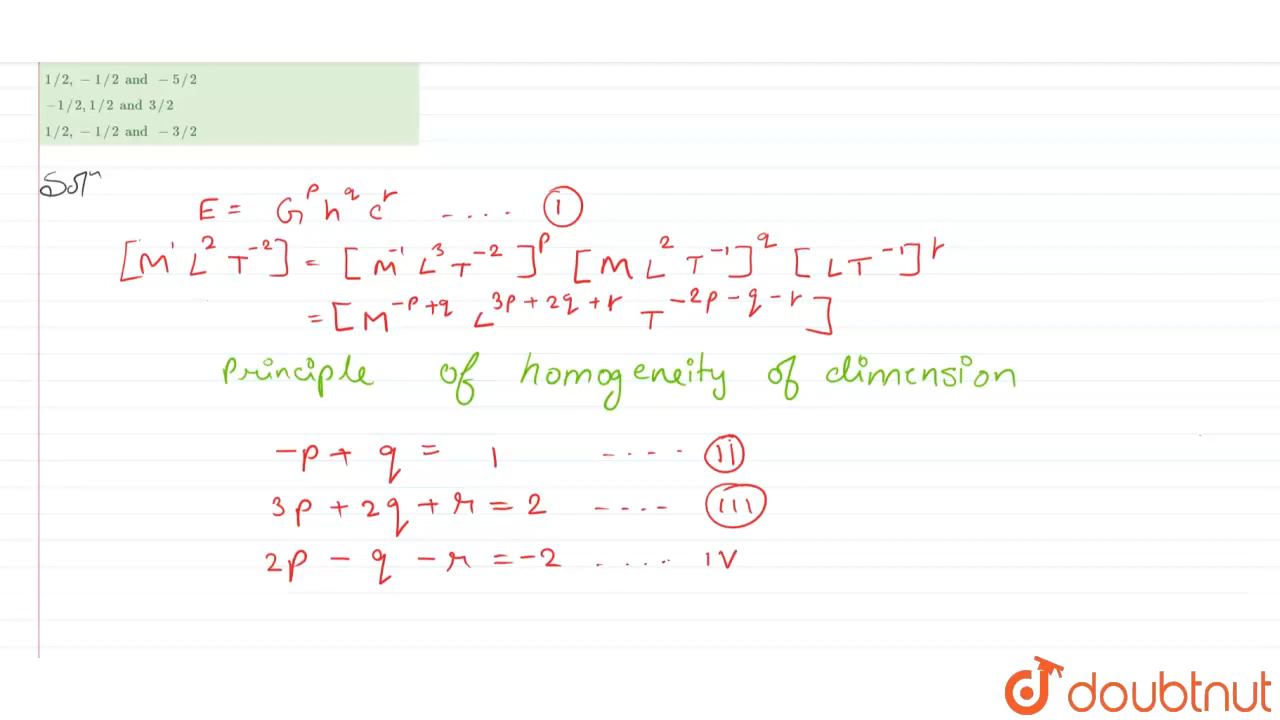 1/2, − 1/2 and − 5/2
−1/2, 1/2 and 3/2
1/2, − 1/2 and − 3/2
Solⁿ
E = G^p h^q c^r .... (i)
[M^1 L^2 T^-2] = [M^-1 L^3 T^-2]^p [M L^2 T^-1]^q [L T^-1]^r
= [M^-p+q L^3p+2q+r T^-2p-q-r]
Principle of homogeneity of dimension
-p + q = 1 ..... (ii)
3p + 2q + r = 2 ..... (iii)
2p - q - r = -2 ..... iv
doubtnut